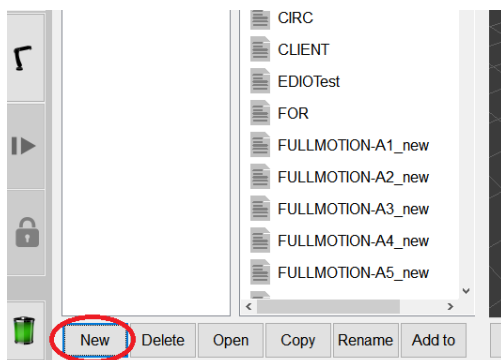 CIRC
CLIENT
EDIOTest
FOR
FULLMOTION-A1_new
FULLMOTION-A2_new
FULLMOTION-A3_new
FULLMOTION-A4_new
FULLMOTION-A5_new
New Delete Open Copy Rename Add to